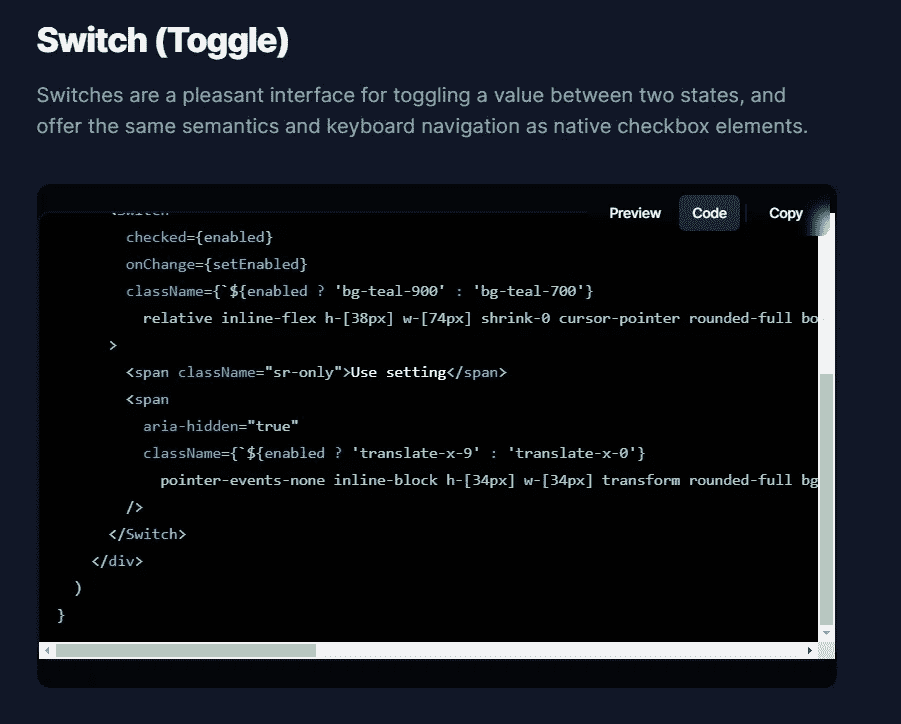 Switch (Toggle)
Switches are a pleasant interface for toggling a value between two states, and
offer the same semantics and keyboard navigation as native checkbox elements.
Preview Code Copy
<Switch
checked={enabled}
onChange={setEnabled}
className={`${enabled ? 'bg-teal-900' : 'bg-teal-700'}
relative inline-flex h-[38px] w-[74px] shrink-0 cursor-pointer rounded-full bo
>
<span className="sr-only">Use setting</span>
<span
aria-hidden="true"
className={`${enabled ? 'translate-x-9' : 'translate-x-0'}
pointer-events-none inline-block h-[34px] w-[34px] transform rounded-full bg
/>
</Switch>
</div>
)
}